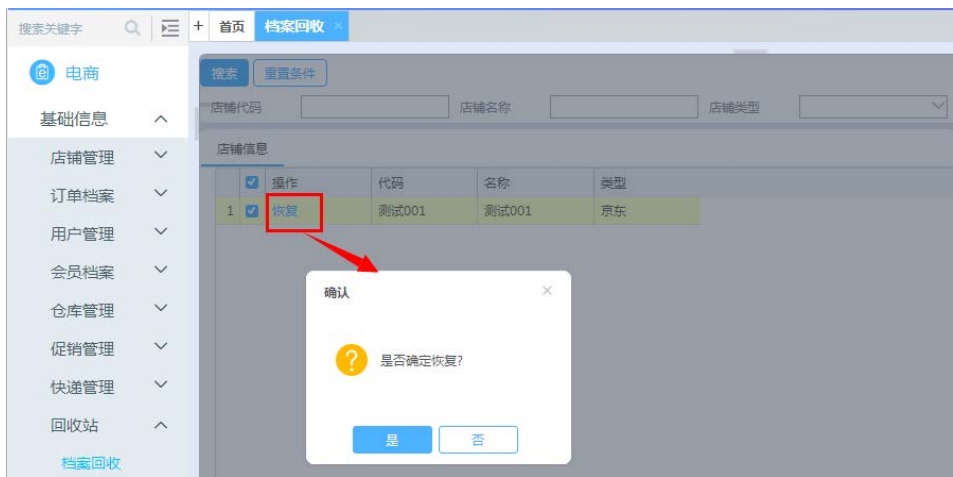 搜索关键字
+ 首页 档案回收 ×
电商
基础信息
店铺管理
订单档案
用户管理
会员档案
仓库管理
促销管理
快递管理
回收站
档案回收
搜索 重置条件
店铺代码 店铺名称 店铺类型
店铺信息
操作 代码 名称 类型
1 恢复 测试001 测试001 京东
确认 ×
是否确定恢复?
是 否